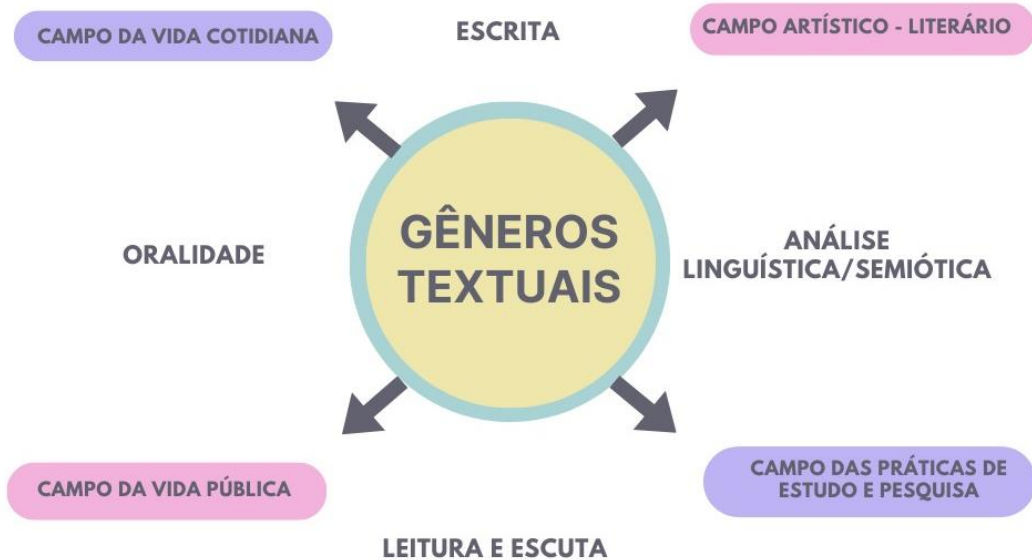 CAMPO DA VIDA COTIDIANA
ESCRITA
CAMPO ARTÍSTICO - LITERÁRIO
ORALIDADE
GÊNEROS
TEXTUAIS
ANÁLISE
LINGUÍSTICA/SEMIÓTICA
CAMPO DA VIDA PÚBLICA
CAMPO DAS PRÁTICAS DE
ESTUDO E PESQUISA
LEITURA E ESCUTA